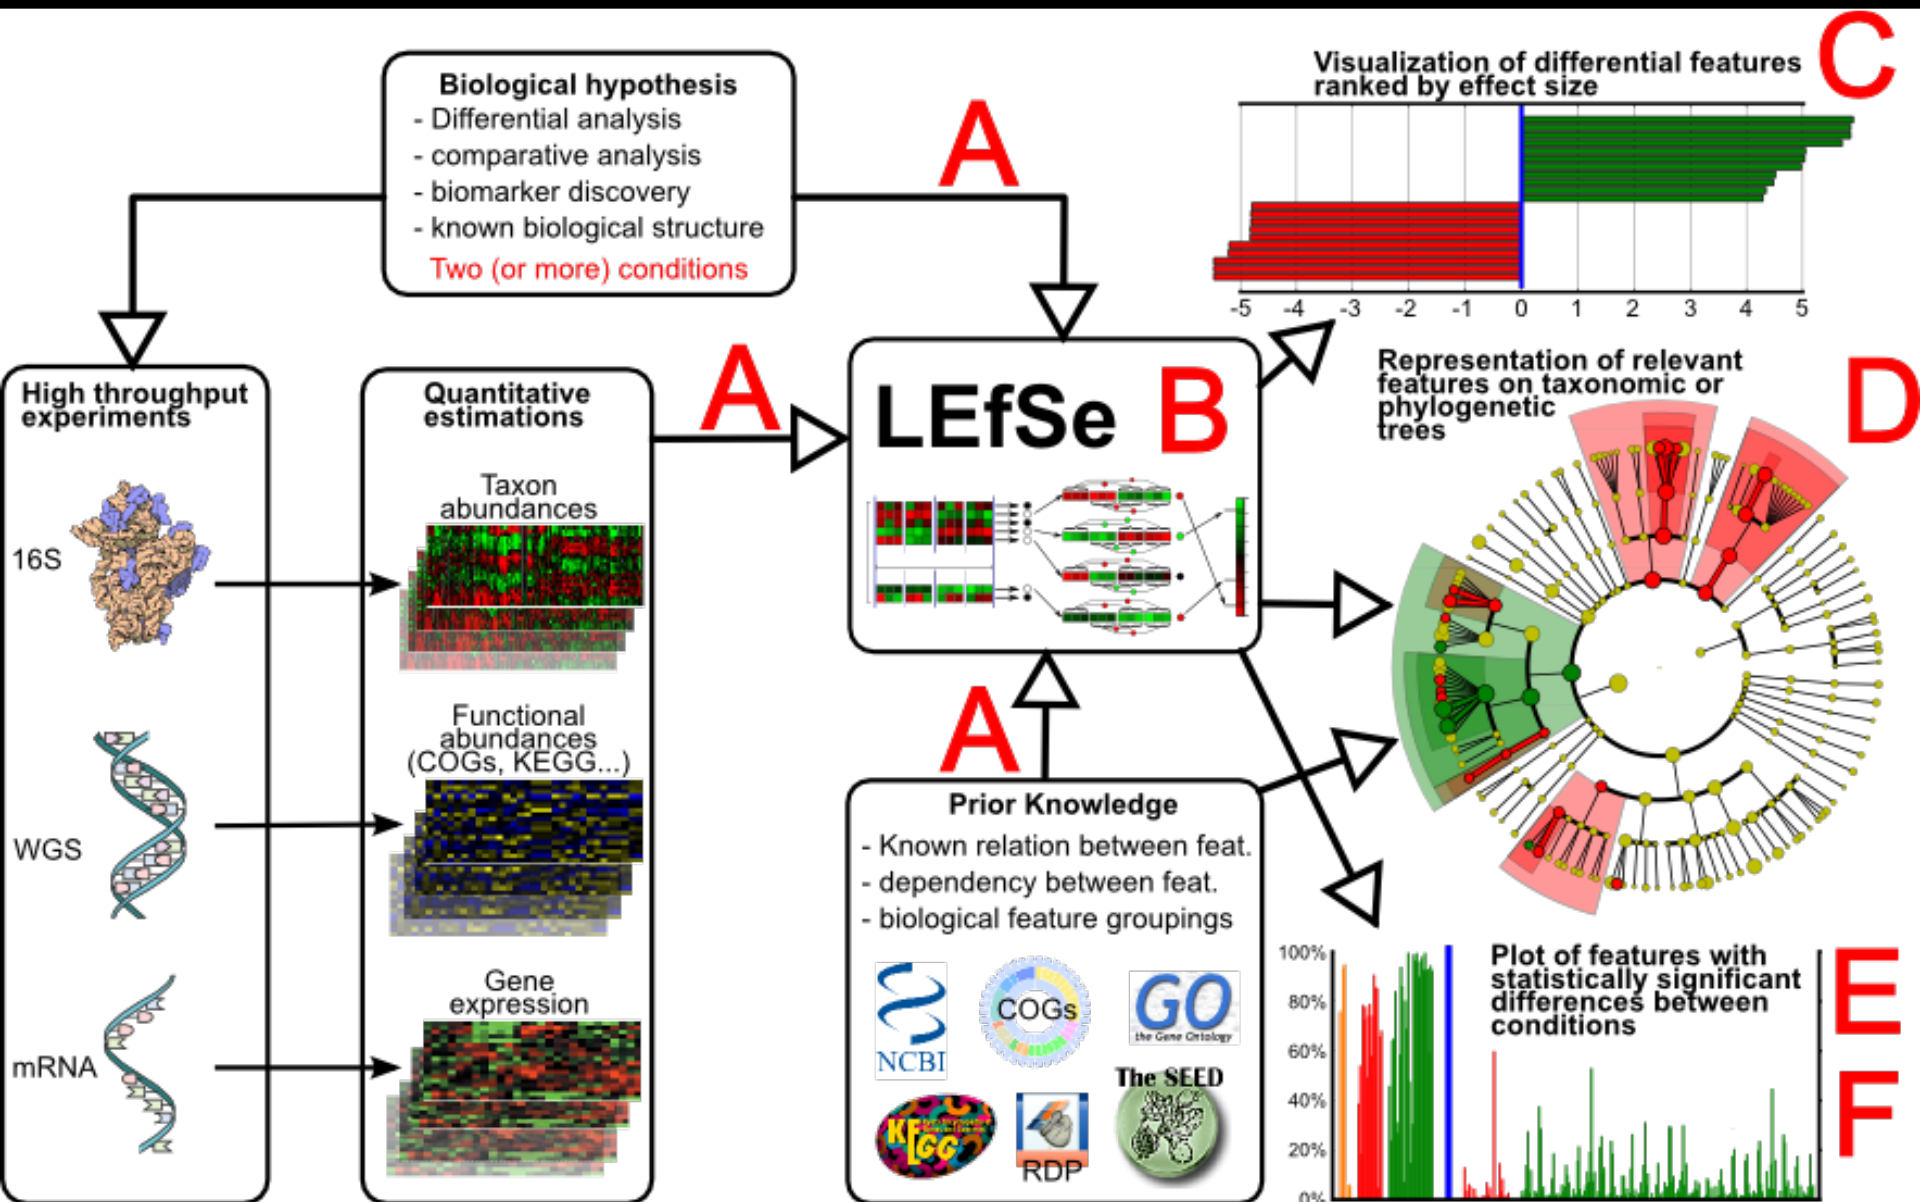 Biological hypothesis
- Differential analysis
- comparative analysis
- biomarker discovery
- known biological structure
Two (or more) conditions
A
Visualization of differential features
ranked by effect size
C
-5 -4 -3 -2 -1 0 1 2 3 4 5
High throughput
experiments
16S
WGS
mRNA
Quantitative
estimations
Taxon
abundances
Functional
abundances
(COGs, KEGG...)
Gene
expression
A
LEfSe B
Representation of relevant
features on taxonomic or
phylogenetic
trees
D
A
Prior Knowledge
- Known relation between feat.
- dependency between feat.
- biological feature groupings
NCBI
COGs
GO
the Gene Ontology
KEGG
RDP
The SEED
100%
80%
60%
40%
20%
0%
Plot of features with
statistically significant
differences between
conditions
E
F